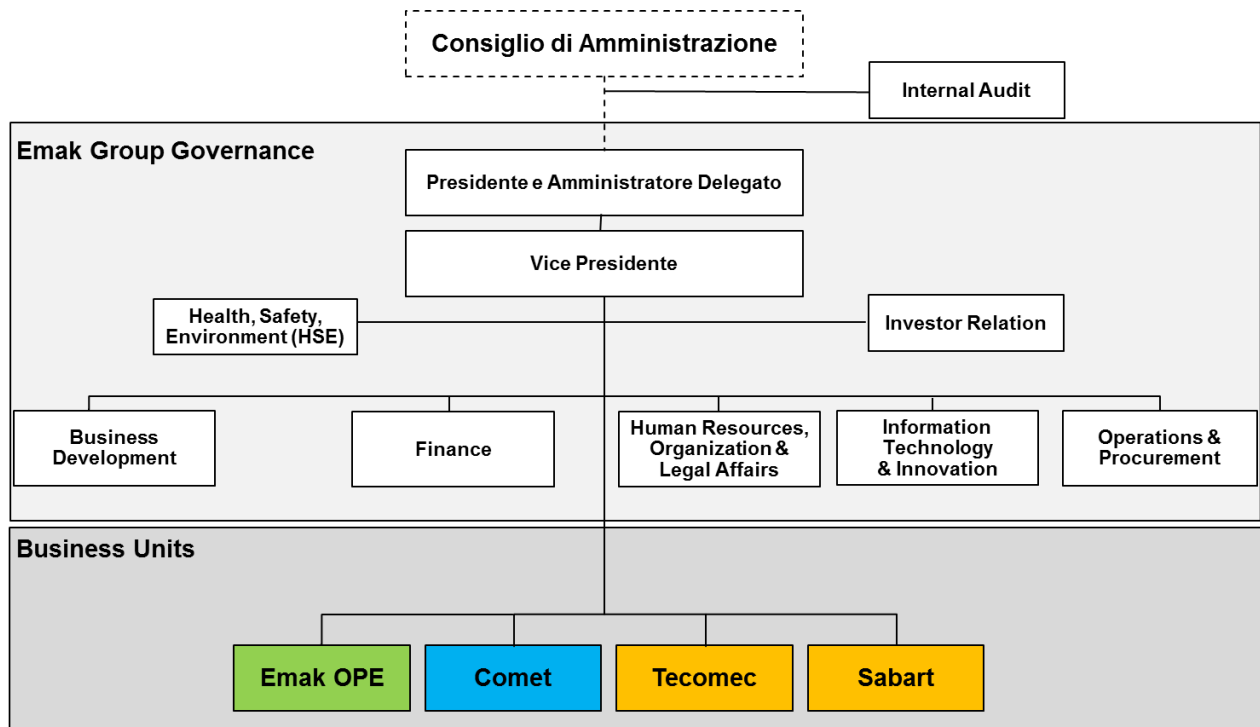 Consiglio di Amministrazione
Internal Audit
Emak Group Governance
Presidente e Amministratore Delegato
Vice Presidente
Health, Safety,
Environment (HSE)
Investor Relation
Business
Development
Finance
Human Resources,
Organization &
Legal Affairs
Information
Technology
& Innovation
Operations &
Procurement
Business Units
Emak OPE
Comet
Tecomec
Sabart